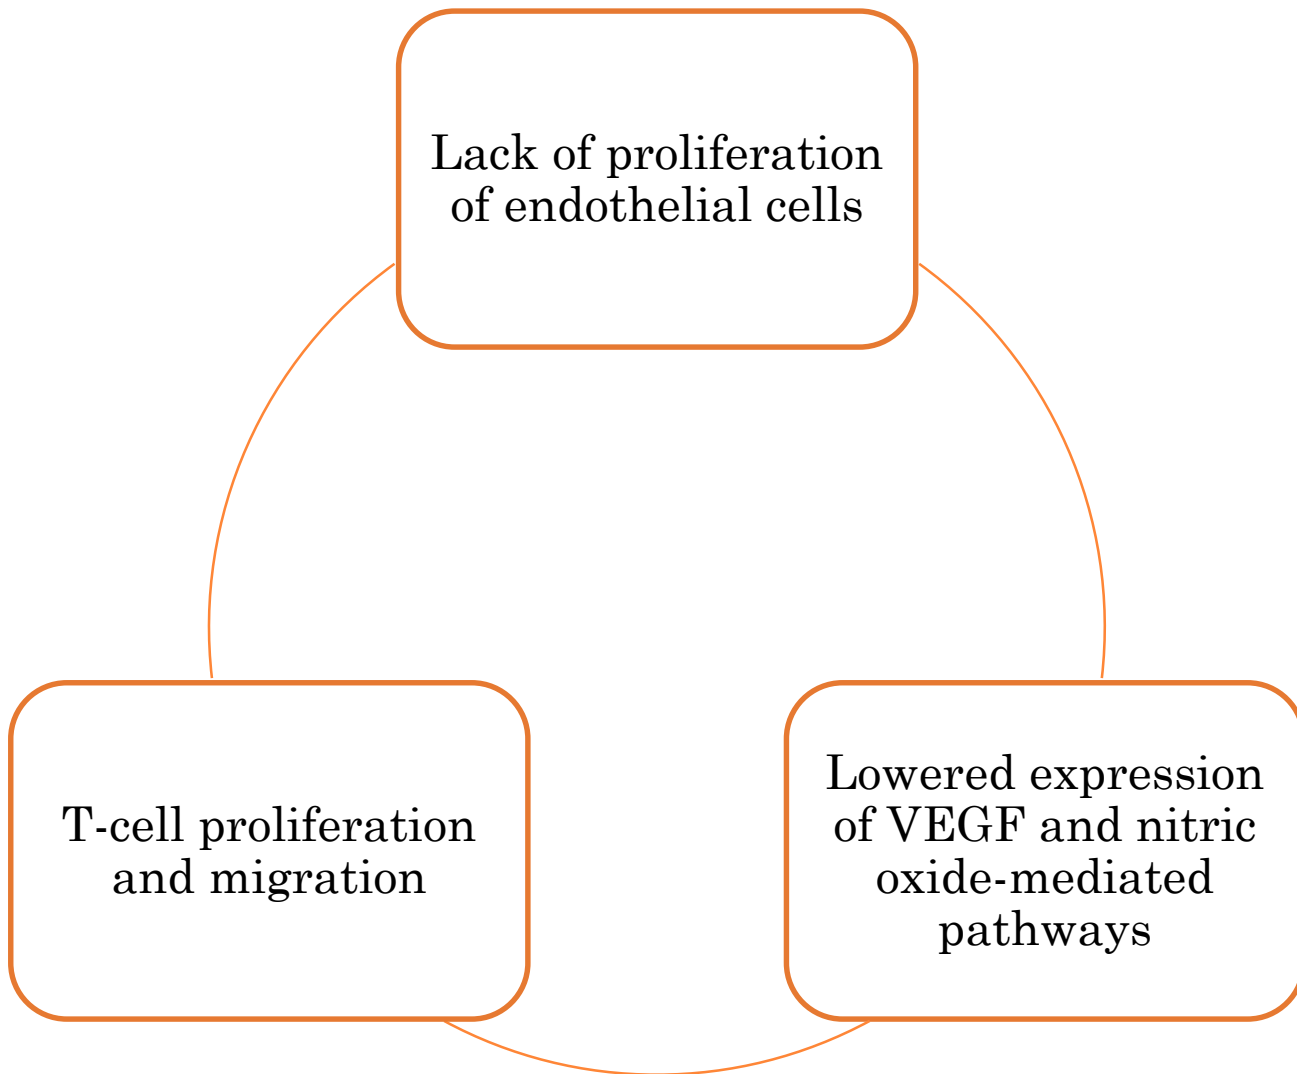 Lack of proliferation
of endothelial cells
T-cell proliferation
and migration
Lowered expression
of VEGF and nitric
oxide-mediated
pathways